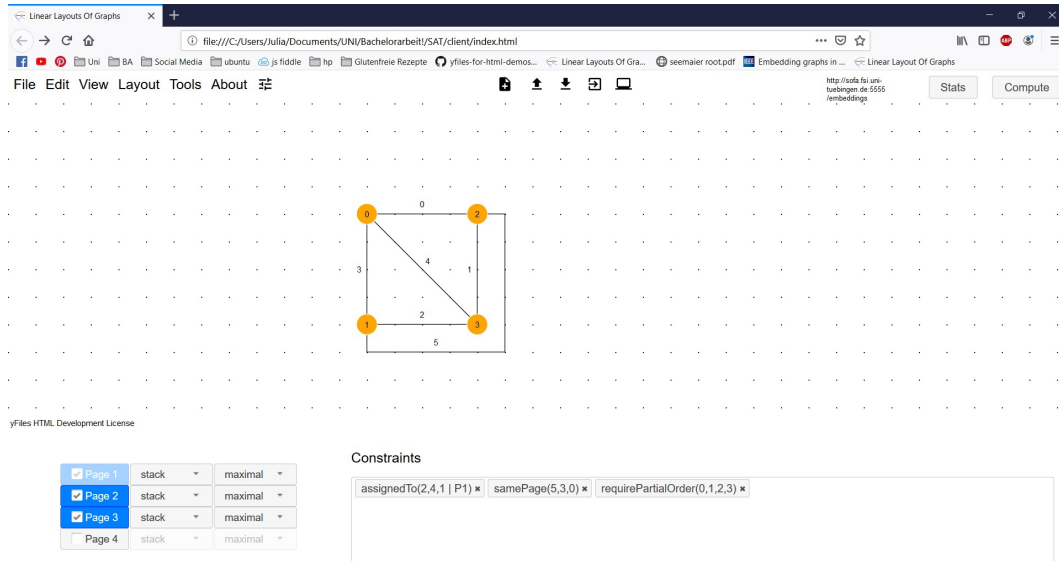 Linear Layouts Of Graphs
file:///C:/Users/Julia/Documents/UNI/Bachelorarbeit!/SAT/client/index.html
Uni BA Social Media ubuntu js fiddle hp Glutenfreie Rezepte yfiles-for-html-demos... Linear Layouts Of Gra... seemaier root.pdf Embedding graphs in ... Linear Layout Of Graphs
File Edit View Layout Tools About
http://sofa.fsi.uni-
tuebingen.de:5555
/embeddings
Stats Compute
0
0 2
4
3 1
2
1 3
5
yFiles HTML Development License
Constraints
Page 1 stack maximal
assignedTo(2,4,1 | P1) samePage(5,3,0) requirePartialOrder(0,1,2,3)
Page 2 stack maximal
Page 3 stack maximal
Page 4 stack maximal